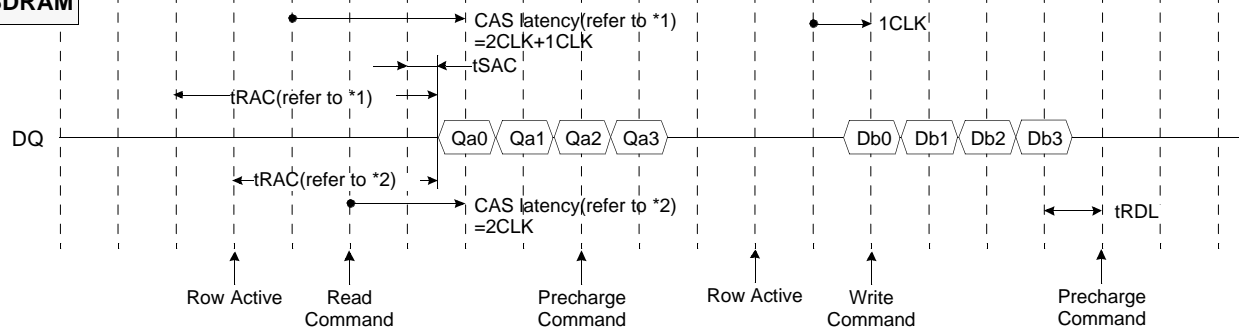 SDRAM
CAS latency(refer to *1)
=2CLK+1CLK
1CLK
tSAC
tRAC(refer to *1)
DQ
Qa0 Qa1 Qa2 Qa3 Db0 Db1 Db2 Db3
tRAC(refer to *2)
CAS latency(refer to *2)
=2CLK
tRDL
Row Active Read Command Precharge Command Row Active Write Command Precharge Command